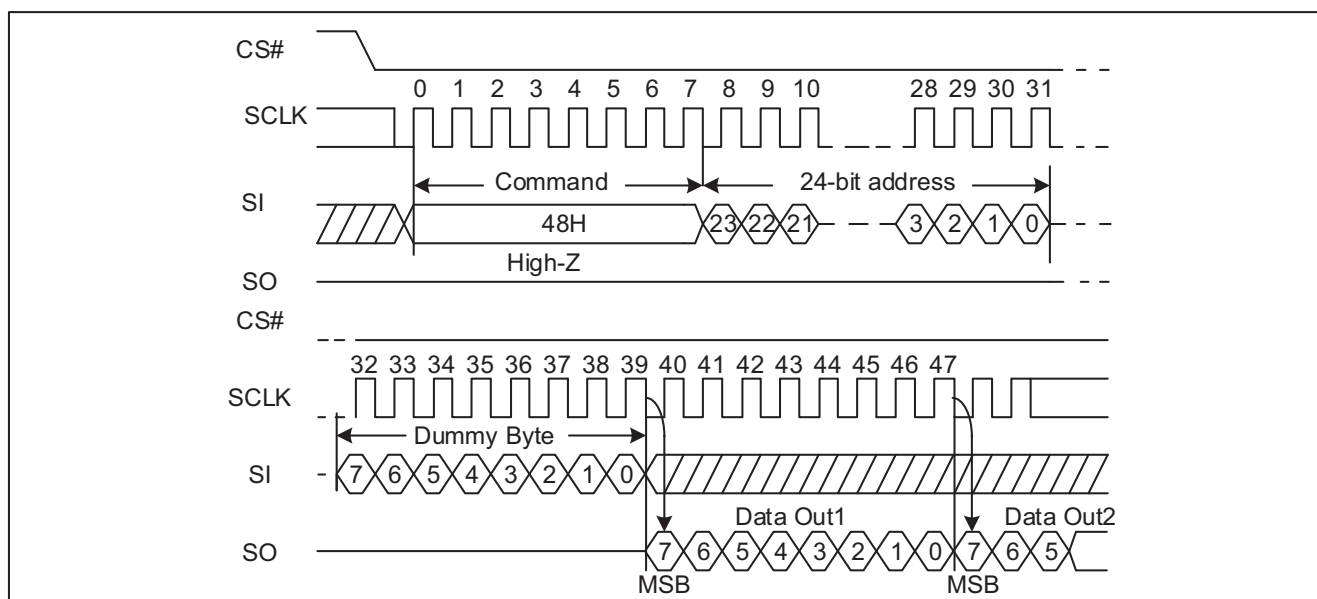 CS#
0 1 2 3 4 5 6 7 8 9 10 28 29 30 31
SCLK
Command 24-bit address
SI
48H 23 22 21 3 2 1 0
High-Z
SO
CS#
32 33 34 35 36 37 38 39 40 41 42 43 44 45 46 47
SCLK
Dummy Byte
SI
7 6 5 4 3 2 1 0
Data Out1 Data Out2
SO
7 6 5 4 3 2 1 0 7 6 5
MSB MSB